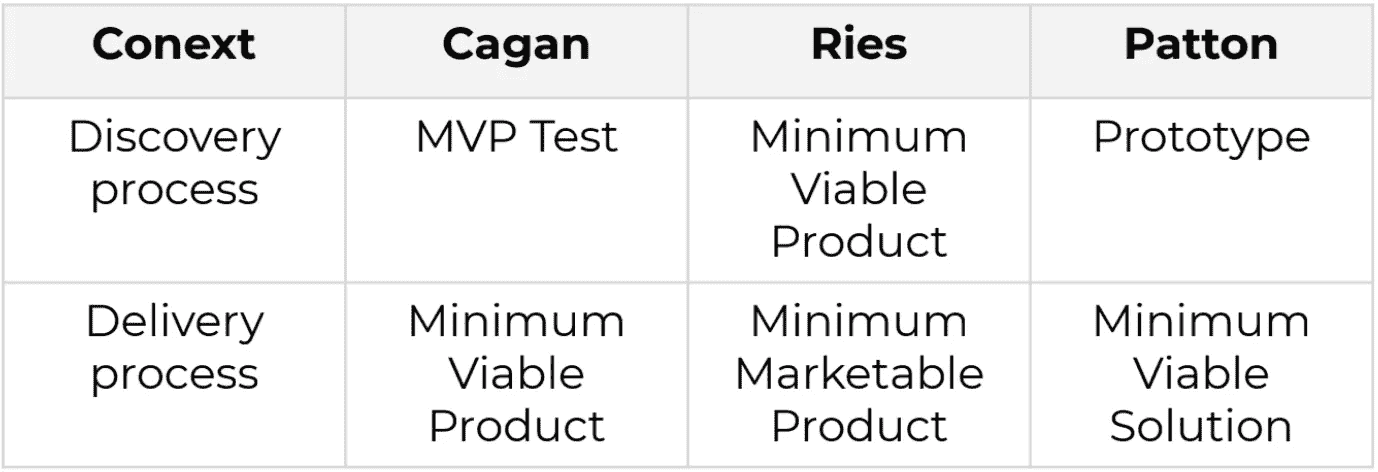 Conext Cagan Ries Patton
Discovery process MVP Test Minimum Viable Product Prototype
Delivery process Minimum Viable Product Minimum Marketable Product Minimum Viable Solution